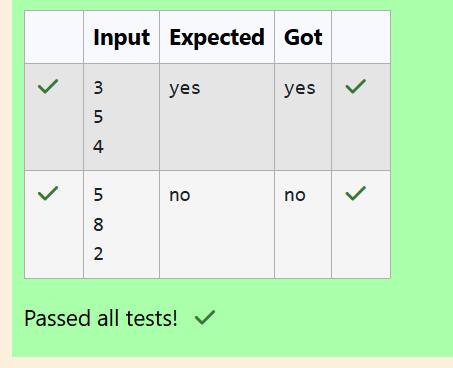 Input Expected Got
3 yes yes
5
4
5 no no
8
2
Passed all tests!